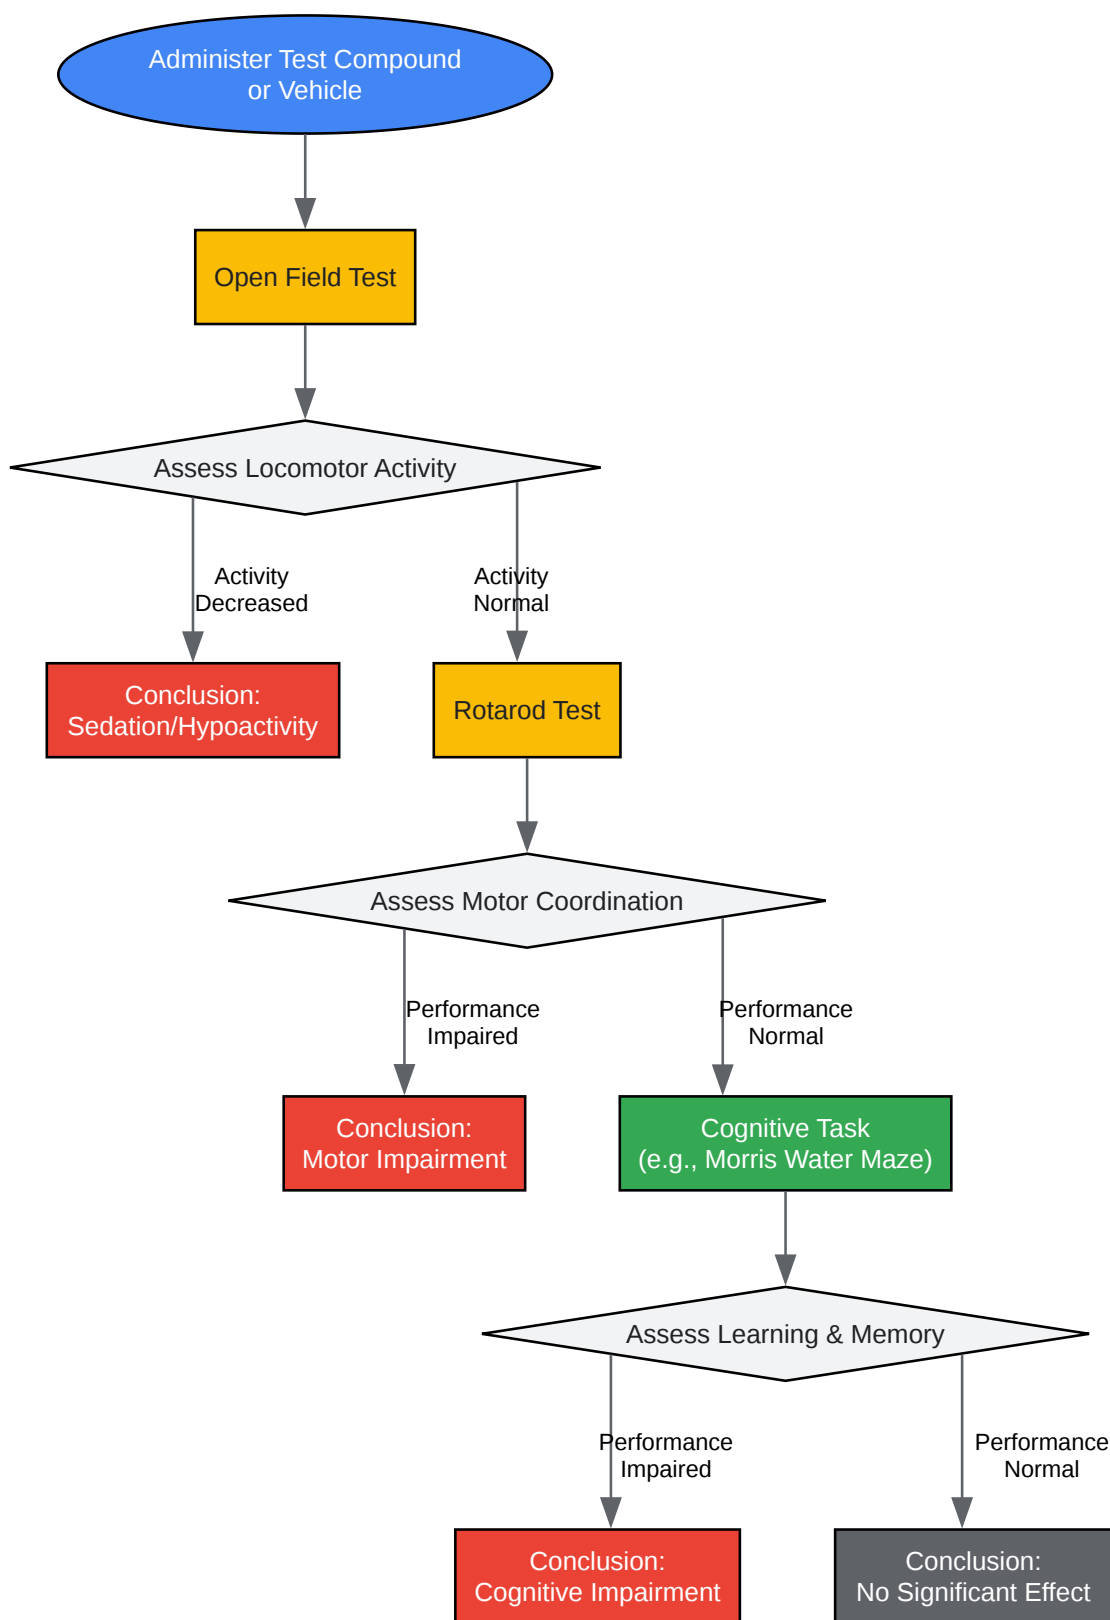 Administer Test Compound
or Vehicle
Open Field Test
Assess Locomotor Activity
Activity
Decreased
Activity
Normal
Conclusion:
Sedation/Hypoactivity
Rotarod Test
Assess Motor Coordination
Performance
Impaired
Performance
Normal
Conclusion:
Motor Impairment
Cognitive Task
(e.g., Morris Water Maze)
Assess Learning & Memory
Performance
Impaired
Performance
Normal
Conclusion:
Cognitive Impairment
Conclusion:
No Significant Effect